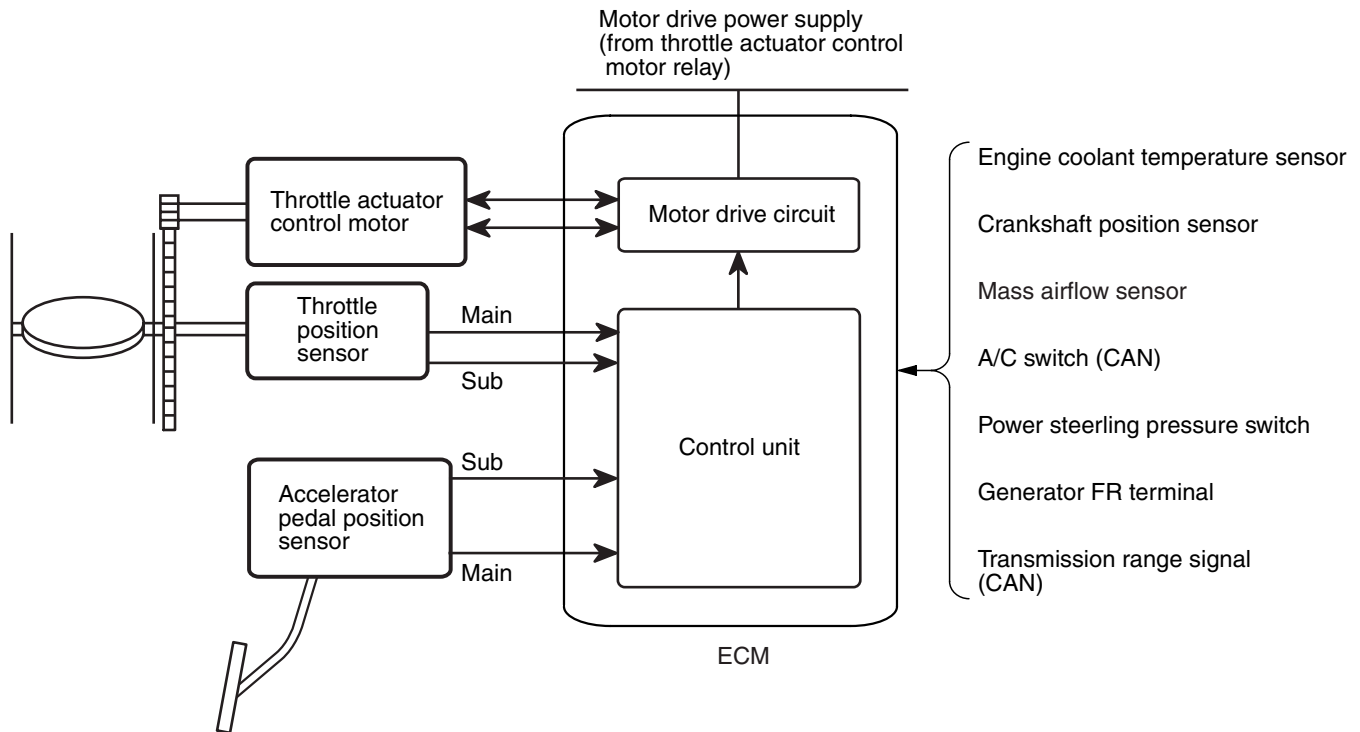 Motor drive power supply
(from throttle actuator control
motor relay)
Engine coolant temperature sensor
Throttle actuator
control motor
Motor drive circuit
Crankshaft position sensor
Mass airflow sensor
Throttle
position
sensor
Main
Sub
A/C switch (CAN)
Power steerling pressure switch
Control unit
Sub
Accelerator
pedal position
sensor
Main
Generator FR terminal
Transmission range signal
(CAN)
ECM